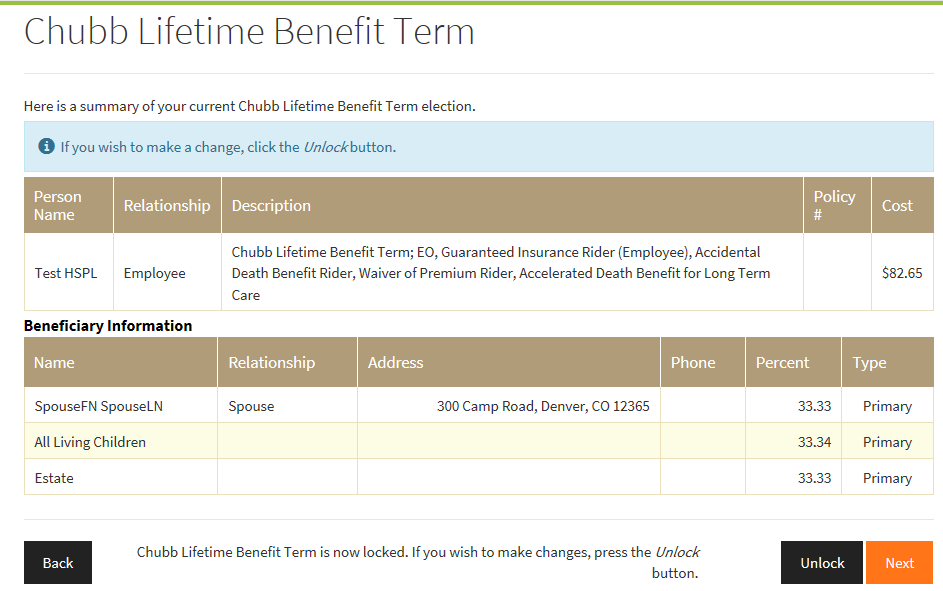 Chubb Lifetime Benefit Term
Here is a summary of your current Chubb Lifetime Benefit Term election.
If you wish to make a change, click the Unlock button.
Person Name Relationship Description Policy # Cost
Test HSPL Employee Chubb Lifetime Benefit Term; EO, Guaranteed Insurance Rider (Employee), Accidental
Death Benefit Rider, Waiver of Premium Rider, Accelerated Death Benefit for Long Term
Care $82.65
Beneficiary Information
Name Relationship Address Phone Percent Type
SpouseFN SpouseLN Spouse 300 Camp Road, Denver, CO 12365 33.33 Primary
All Living Children 33.34 Primary
Estate 33.33 Primary
Back
Chubb Lifetime Benefit Term is now locked. If you wish to make changes, press the Unlock
button.
Unlock
Next